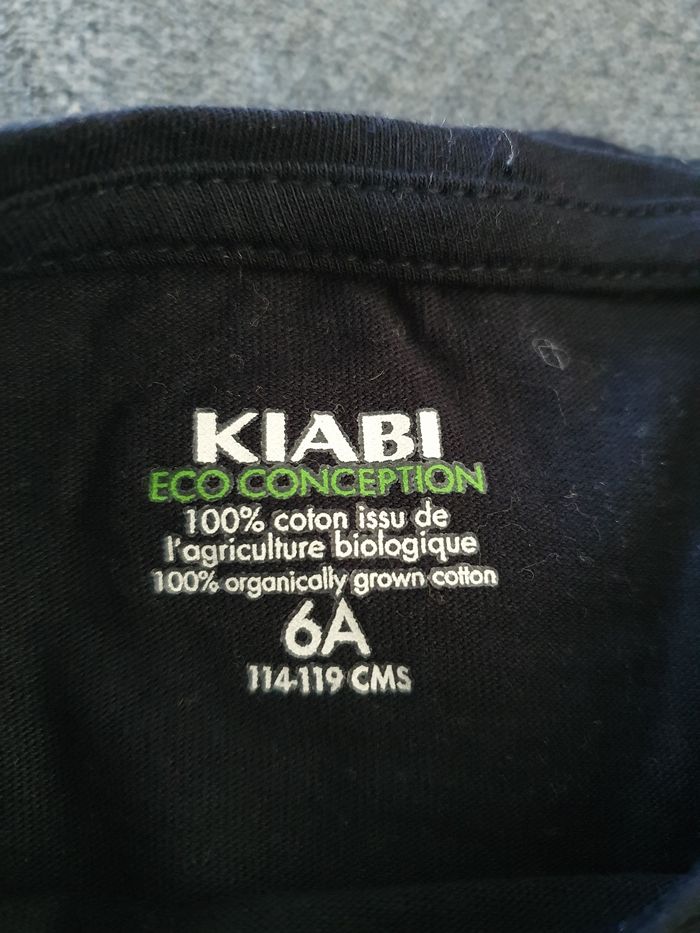 KIABI
ECO CONCEPTION
100% coton issu de
l'agriculture biologique
100% organically grown cotton
6A
114-119 CMS